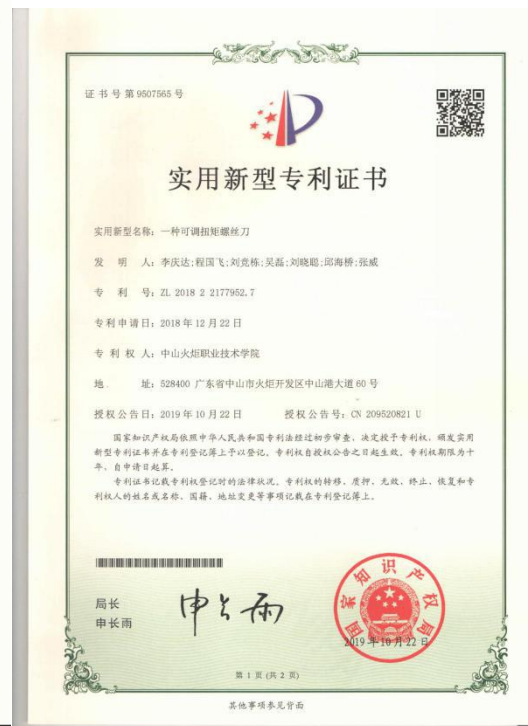 证书号第9507565号
实用新型专利证书
实用新型名称：一种可调扭矩螺丝刀
发明人：李庆达;程国飞;刘竞栋;吴磊;刘晓聪;邱海桥;张威
专利号：ZL 2018 2 2177952.7
专利申请日：2018年12月22日
专利权人：中山火炬职业技术学院
地址：528400 广东省中山市火炬开发区中山港大道60号
授权公告日：2019年10月22日 授权公告号：CN 209520821 U
国家知识产权局依照中华人民共和国专利法经过初步审查，决定授予专利权，颁发实用
新型专利证书并在专利登记簿上予以登记。专利权自授权公告之日起生效。专利权期限为十
年，自申请日起算。
专利证书记载专利权登记时的法律状况。专利权的转移、质押、无效、终止、恢复和专
利权人的姓名或名称、国籍、地址变更等事项记载在专利登记簿上。
局长
申长雨
申长雨
国家知识产权局
2019年10月22日
第 1 页 (共 2 页)
其他事项参见背面